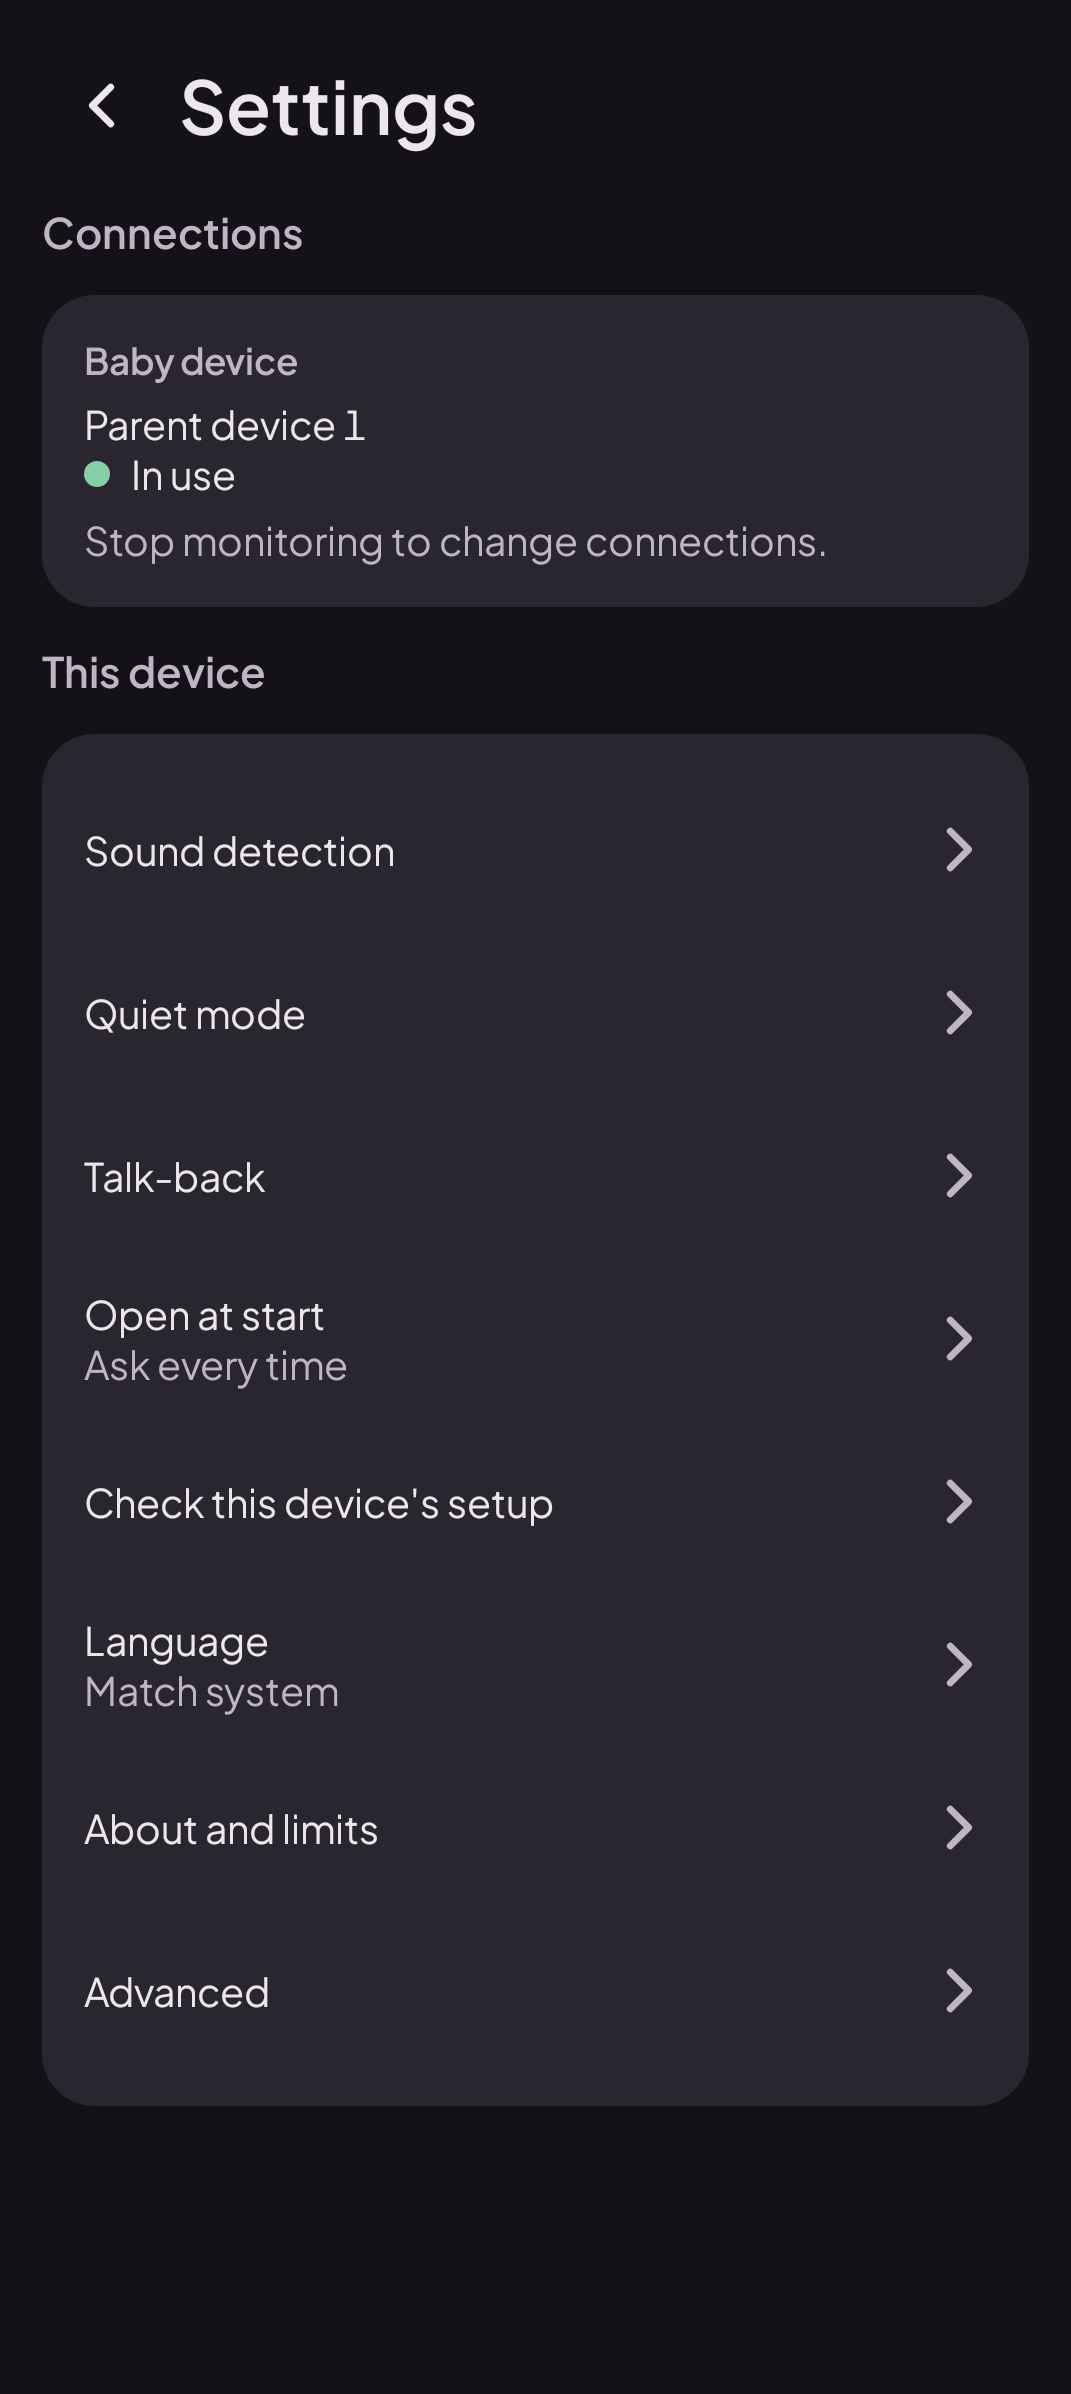 Settings
Connections
Baby device
Parent device 1
In use
Stop monitoring to change connections.
This device
Sound detection
Quiet mode
Talk-back
Open at start
Ask every time
Check this device's setup
Language
Match system
About and limits
Advanced